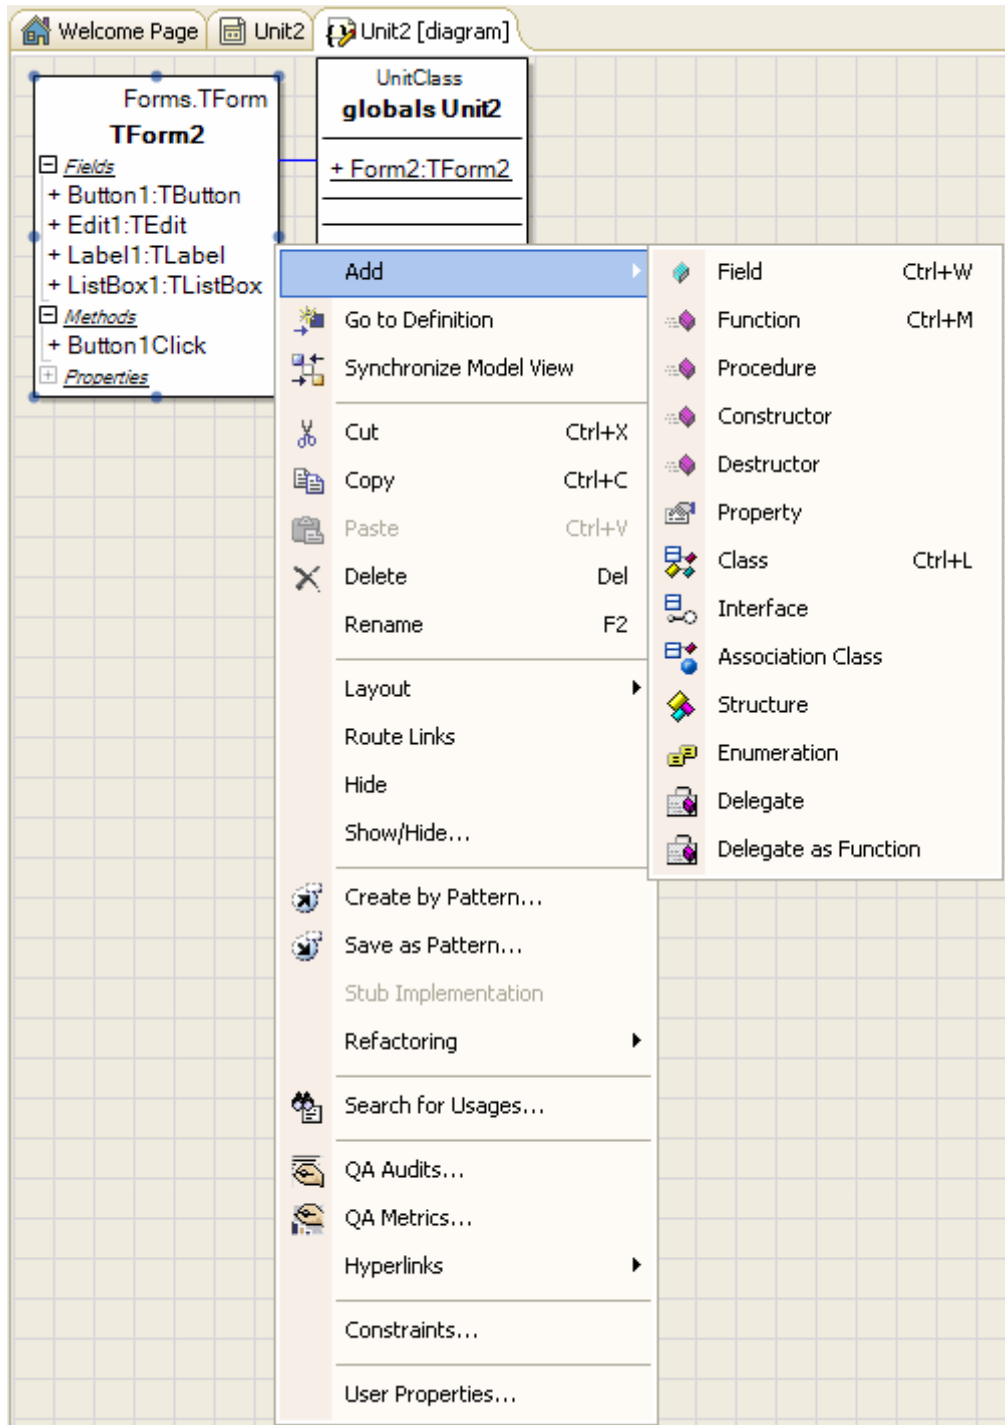 Welcome Page
Unit2
Unit2 [diagram]
Forms.TForm
TForm2
Fields
+ Button1:TButton
+ Edit1:TEdit
+ Label1:TLabel
+ ListBox1:TListBox
Methods
+ Button1Click
Properties
UnitClass
globals Unit2
+ Form2:TForm2
Add
Go to Definition
Synchronize Model View
Cut Ctrl+X
Copy Ctrl+C
Paste Ctrl+V
Delete Del
Rename F2
Layout
Route Links
Hide
Show/Hide...
Create by Pattern...
Save as Pattern...
Stub Implementation
Refactoring
Search for Usages...
QA Audits...
QA Metrics...
Hyperlinks
Constraints...
User Properties...
Field Ctrl+W
Function Ctrl+M
Procedure
Constructor
Destructor
Property
Class Ctrl+L
Interface
Association Class
Structure
Enumeration
Delegate
Delegate as Function